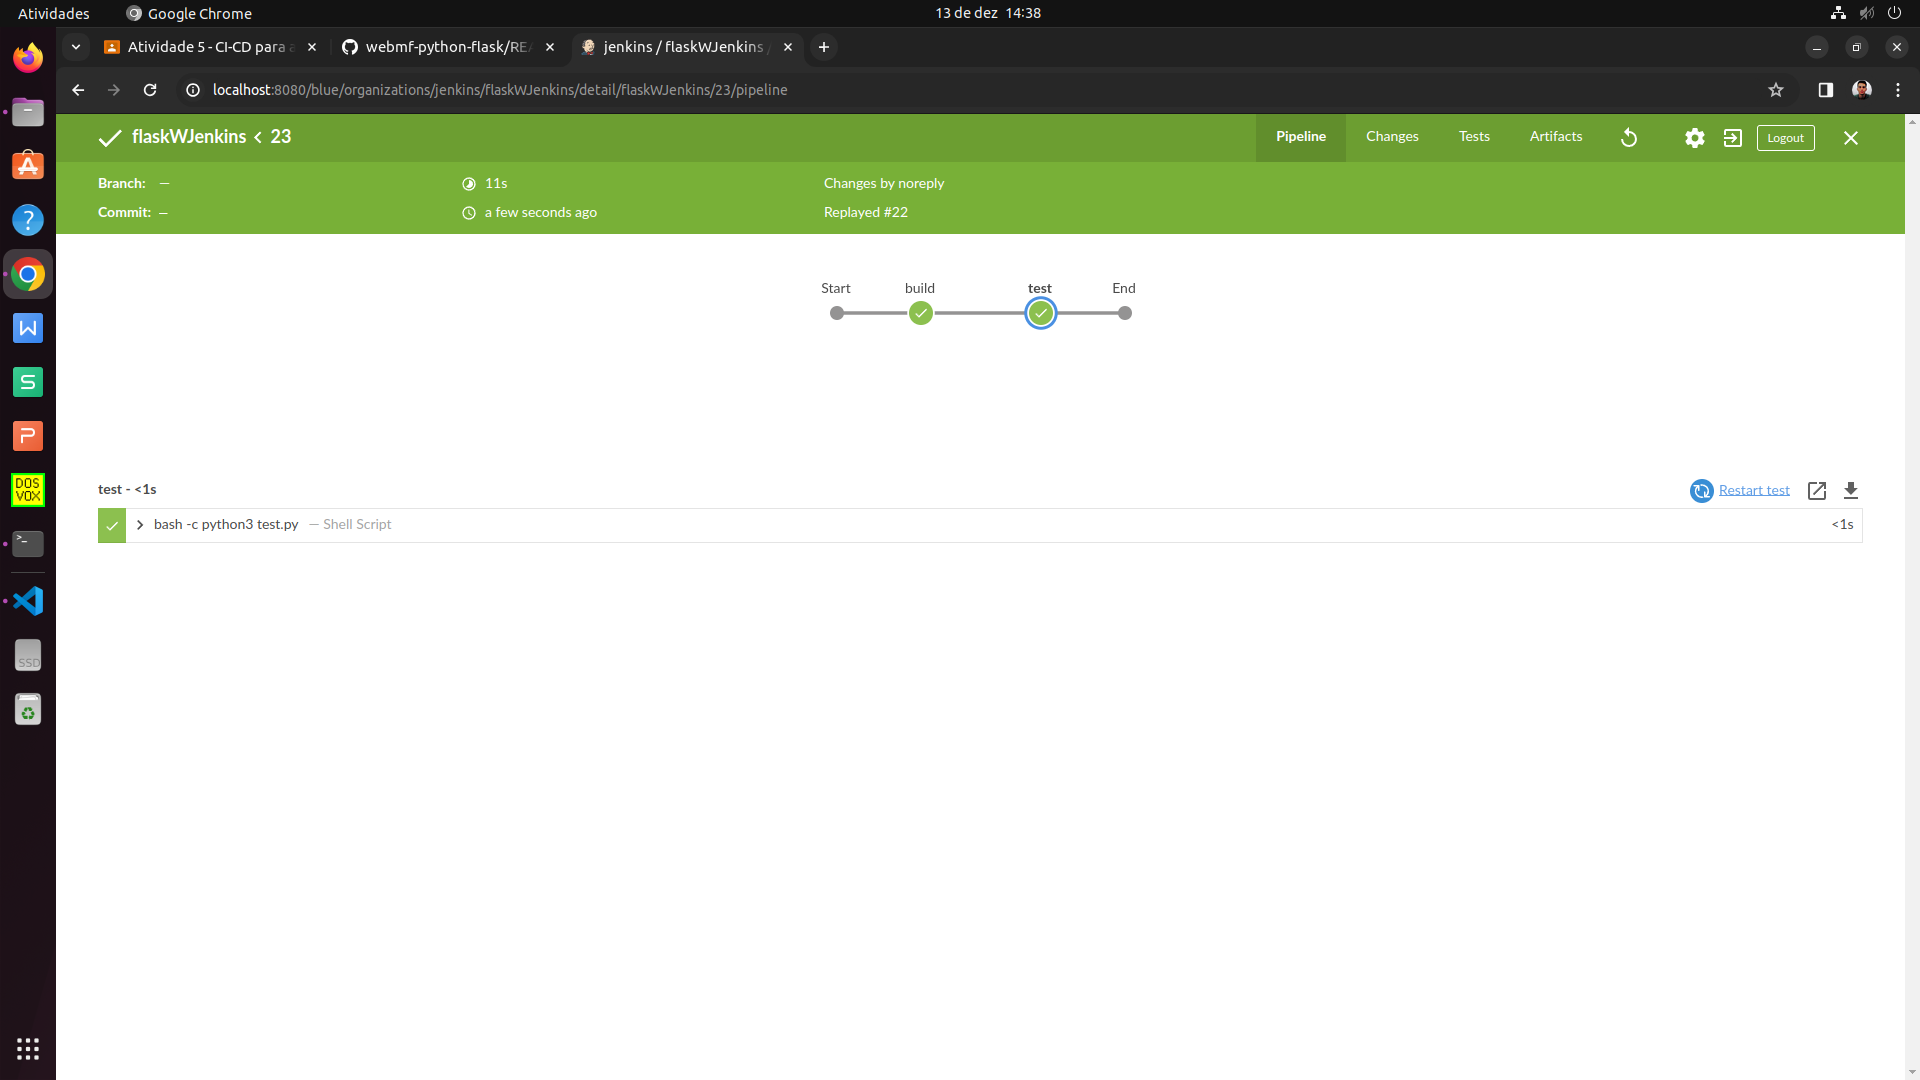 Atividades
Google Chrome
13 de dez 14:38
Atividade 5 - CI-CD para a
webmf-python-flask/REA
jenkins / flaskWJenkins /
localhost:8080/blue/organizations/jenkins/flaskWJenkins/detail/flaskWJenkins/23/pipeline
flaskWJenkins < 23
Pipeline
Changes
Tests
Artifacts
Logout
Branch: —
11s
Changes by noreply
Commit: —
a few seconds ago
Replayed #22
Start
build
test
End
test - <1s
Restart test
bash -c python3 test.py — Shell Script
<1s
DOS
VOX
SSD